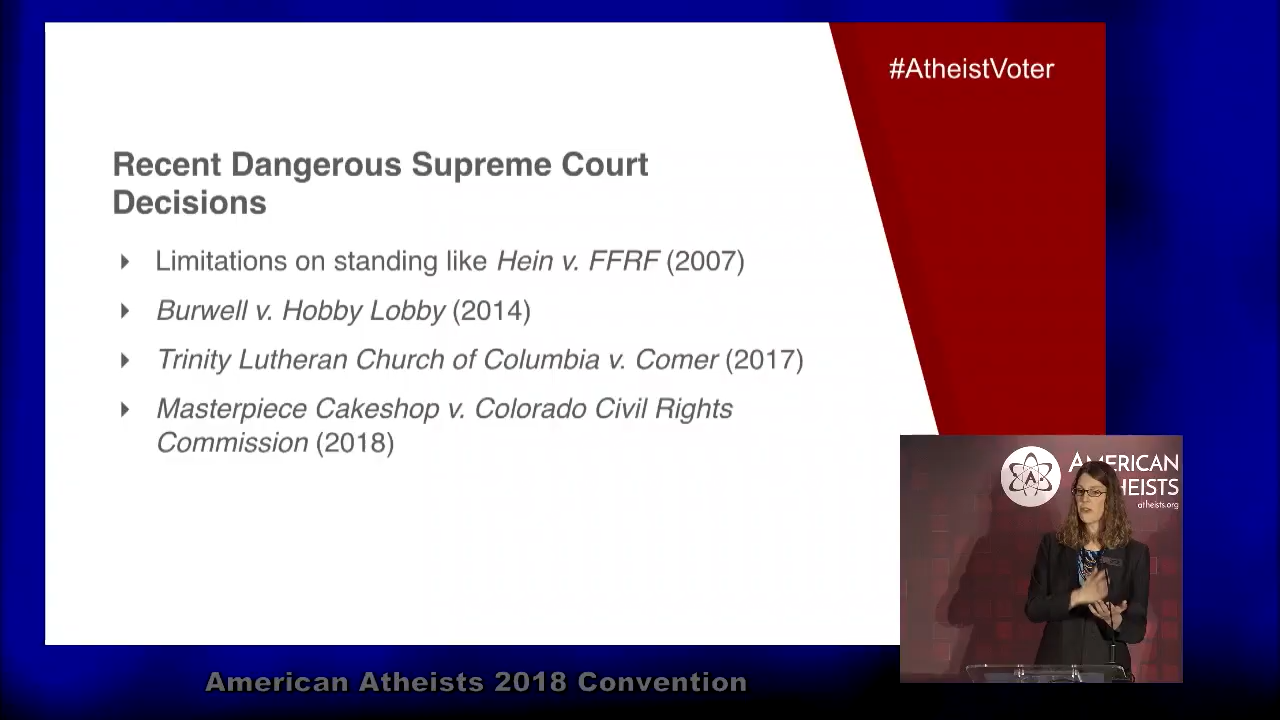 #AtheistVoter
Recent Dangerous Supreme Court
Decisions
Limitations on standing like Hein v. FFRF (2007)
Burwell v. Hobby Lobby (2014)
Trinity Lutheran Church of Columbia v. Comer (2017)
Masterpiece Cakeshop v. Colorado Civil Rights
Commission (2018)
A
AMERICAN
ATHEISTS
atheists.org
American Atheists 2018 Convention